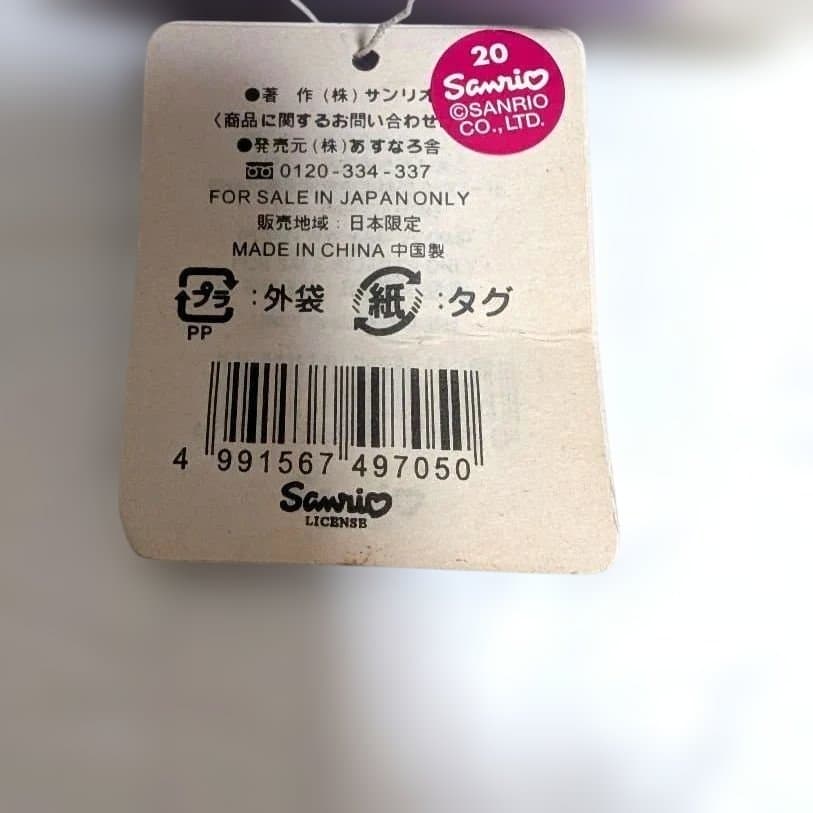 20
Sanrio
©SANRIO
CO.,LTD.
●著 作(株)サンリオ
〈商品に関するお問い合わせ
●発売元(株)あすなろ舎
0120-334-337
FOR SALE IN JAPAN ONLY
販売地域:日本限定
MADE IN CHINA 中国製
プラ :外袋 紙 :タグ
PP
4 991567 497050
Sanrio
LICENSE